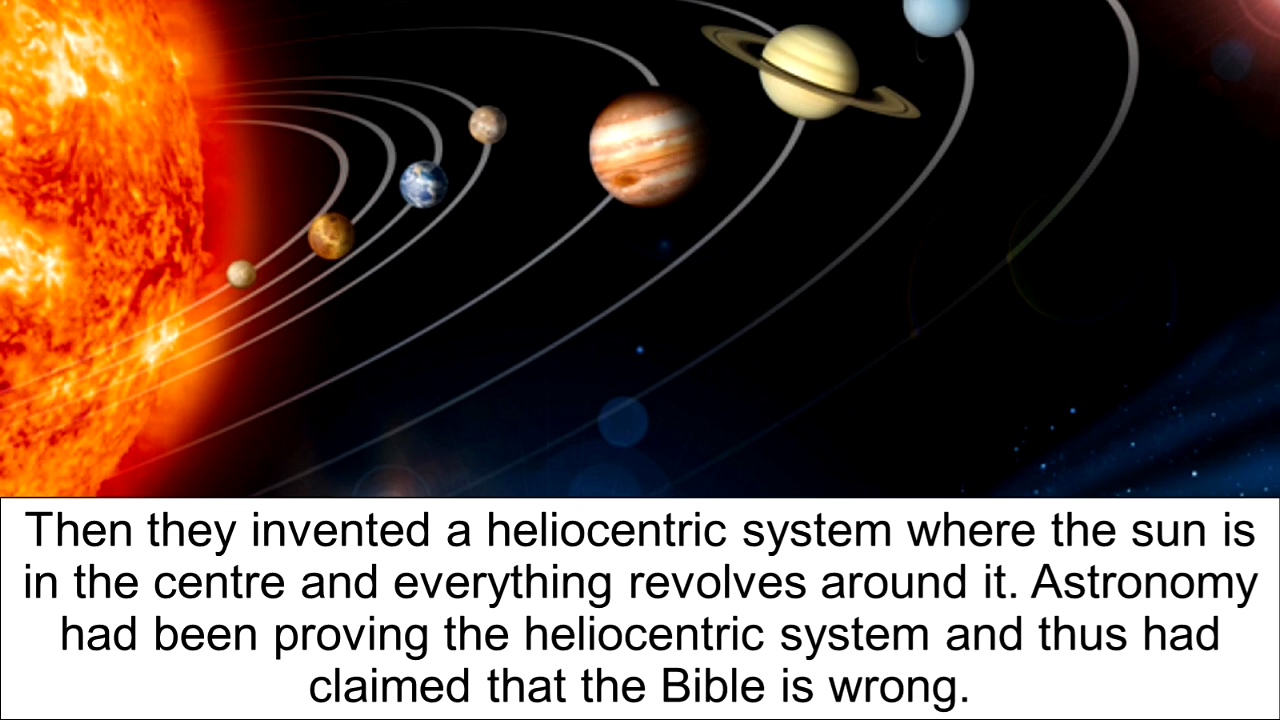 Then they invented a heliocentric system where the sun is
in the centre and everything revolves around it. Astronomy
had been proving the heliocentric system and thus had
claimed that the Bible is wrong.